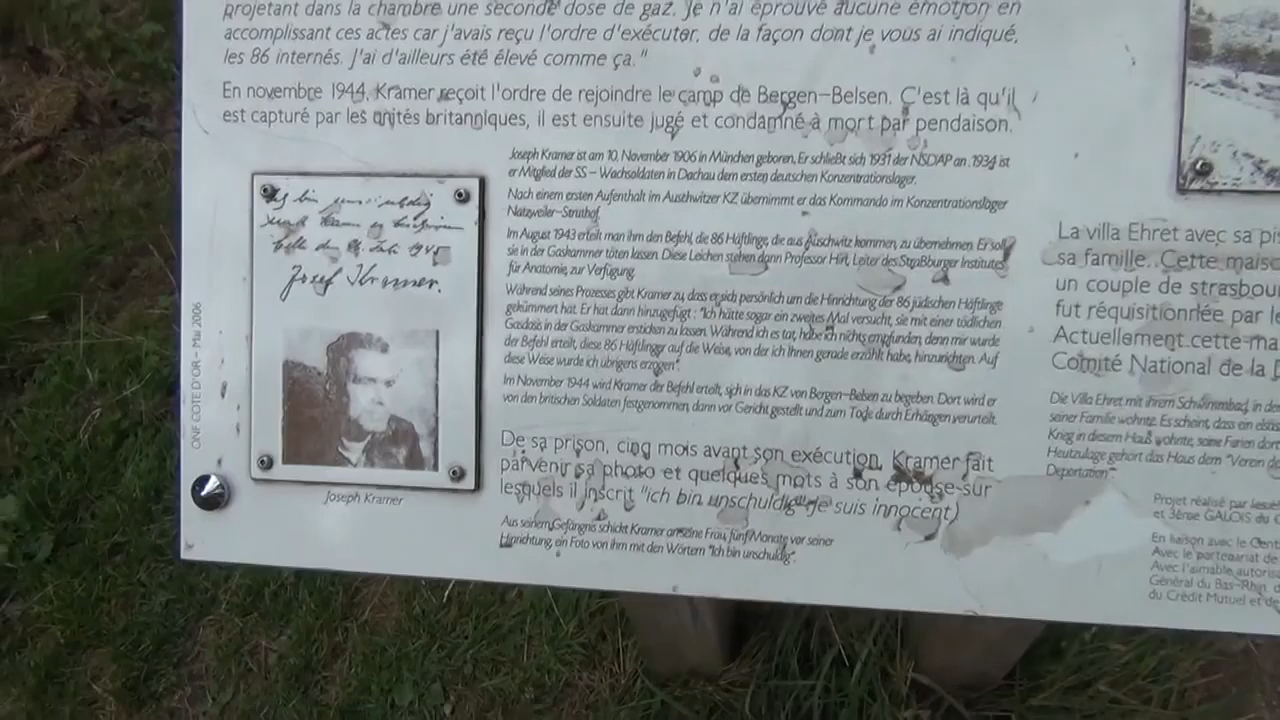 projetant dans la chambre une seconde dose de gaz. Je n'ai éprouvé aucune émotion en
accomplissant ces actes car j'avais reçu l'ordre d'exécuter, de la façon dont je vous ai indiqué,
les 86 internés. J'ai d'ailleurs été élevé comme ça."
En novembre 1944, Kramer reçoit l'ordre de rejoindre le camp de Bergen-Belsen. C'est là qu'il
est capturé par les unités britanniques, il est ensuite jugé et condamné à mort par pendaison.
Joseph Kramer ist am 10. November 1906 in München geboren. Er schließt sich 1931 der NSDAP an. 1934 ist
er Mitglied der SS - Wachsoldaten in Dachau dem ersten deutschen Konzentrationslager.
Nach einem ersten Aufenthalt im Austhwitzer KZ übernimmt er das Kommando im Konzentrationslager
Natzweiler-Struthof.
Im August 1943 erteilt man ihm den Befehl, die 86 Häftlinge, die aus Auschwitz kommen, zu übernehmen. Er soll
sie in der Gaskammer töten lassen. Diese Leichen stehen dann Professor Hirt, Leiter des Straßburger Institutes
für Anatomie, zur Verfügung.
Während seines Prozesses gibt Kramer zu, dass er sich persönlich um die Hinrichtung der 86 jüdischen Häftlinge
gekümmert hat. Er hat dann hinzugefügt : "Ich hätte sogar ein zweites Mal versucht, sie mit einer tödlichen
Gasdosis in der Gaskammer ersticken zu lassen. Während ich es tat, habe ich nichts empfunden, denn mir wurde
der Befehl erteilt, diese 86 Häftlinger auf die Weise, von der ich Ihnen gerade erzählt habe, hinzurichten. Auf
diese Weise wurde ich übrigens erzogen".
Im November 1944 wird Kramer der Befehl erteilt, sich in das KZ von Bergen-Belsen zu begeben. Dort wird er
von den britischen Soldaten festgenommen, dann vor Gericht gestellt und zum Tode durch Erhängen verurteilt.
De sa prison, cinq mois avant son exécution, Kramer fait
parvenir sa photo et quelques mots à son épouse sur
lesquels il inscrit "ich bin unschuldig" (je suis innocent)
Aus seinem Gefängnis schickt Kramer an seine Frau, fünf Monate vor seiner
Hinrichtung, ein Foto von ihm mit den Wörtern "Ich bin unschuldig".
Ich bin unschuldig
Celle den Juli 1945
Josef Kramer.
Joseph Kramer
ONF COTE D'OR - Mai 2006
La villa Ehret avec sa
sa famille. Cette
un couple de
fut réquisitionnée par
Actuellement cette
Comité National de la
Die Villa Ehret mit ihrem Schwimmbad, in
seiner Familie wohnte. Es scheint, dass ein
Krieg in diesem Haus wohnte, seine Ferien
Heutzulage gehört das Haus dem "Verein
Deportation".
Projet réalisé par
et 3ème GALOIS du
En liaison avec le
Avec le partenariat de
Avec l'aimable
Général du Bas-Rhin,
du Crédit Mutuel et